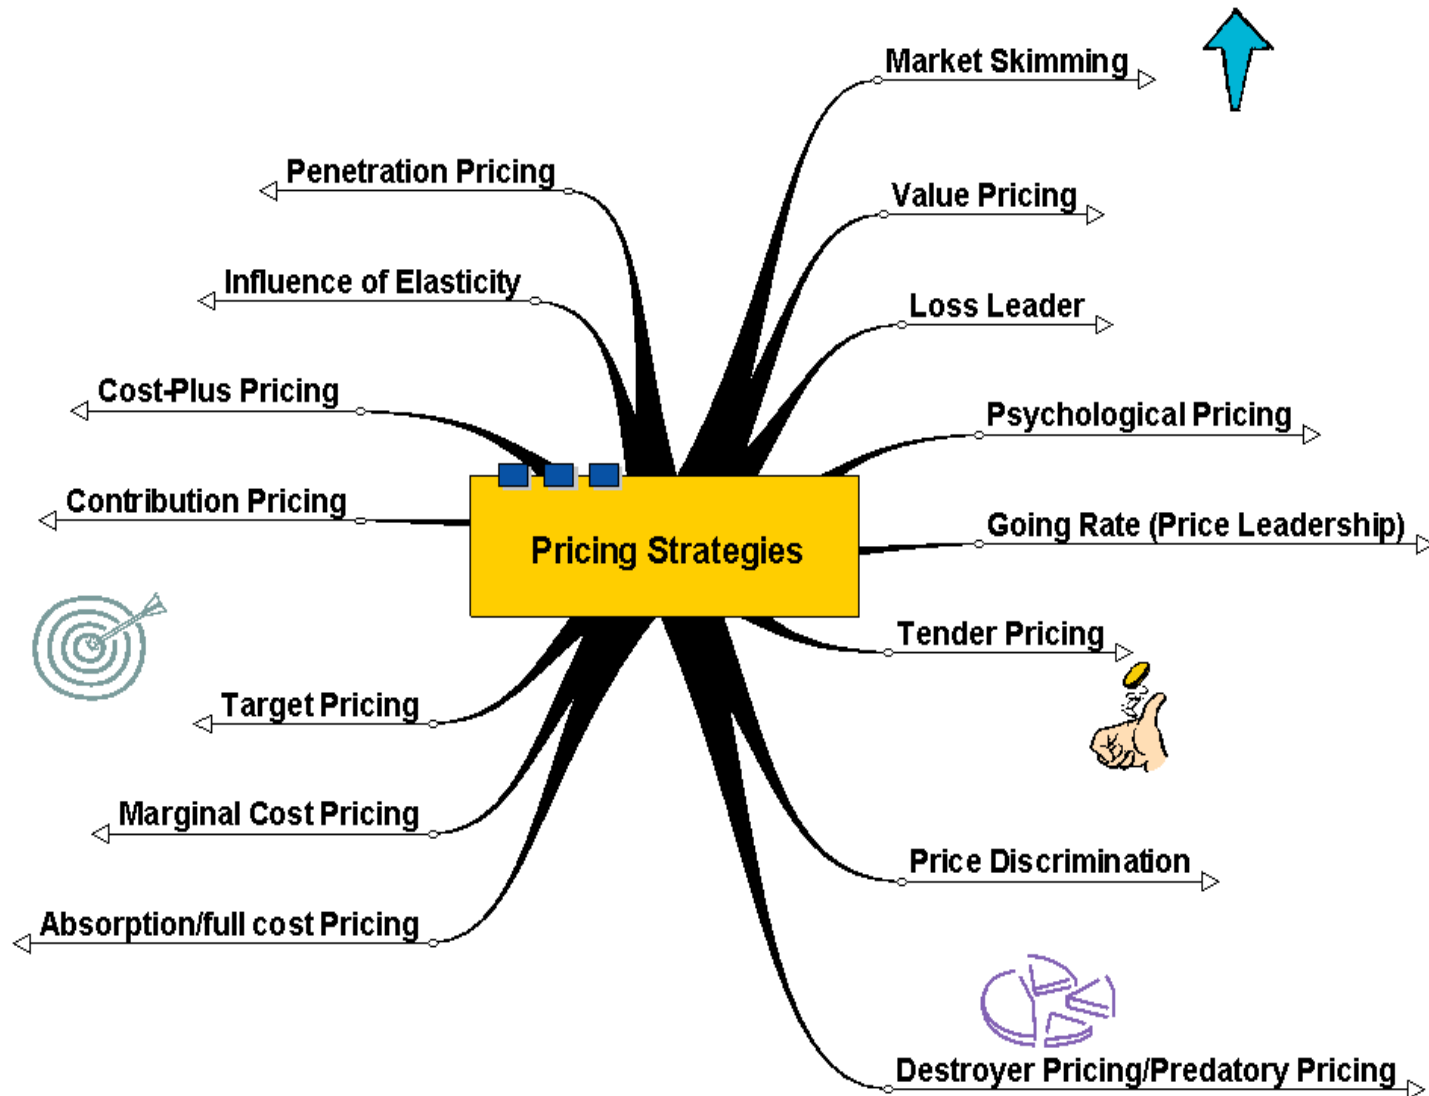 Market Skimming
Penetration Pricing
Value Pricing
Influence of Elasticity
Loss Leader
Cost-Plus Pricing
Psychological Pricing
Contribution Pricing
Going Rate (Price Leadership)
Pricing Strategies
Tender Pricing
Target Pricing
Marginal Cost Pricing
Price Discrimination
Absorption/full cost Pricing
Destroyer Pricing/Predatory Pricing